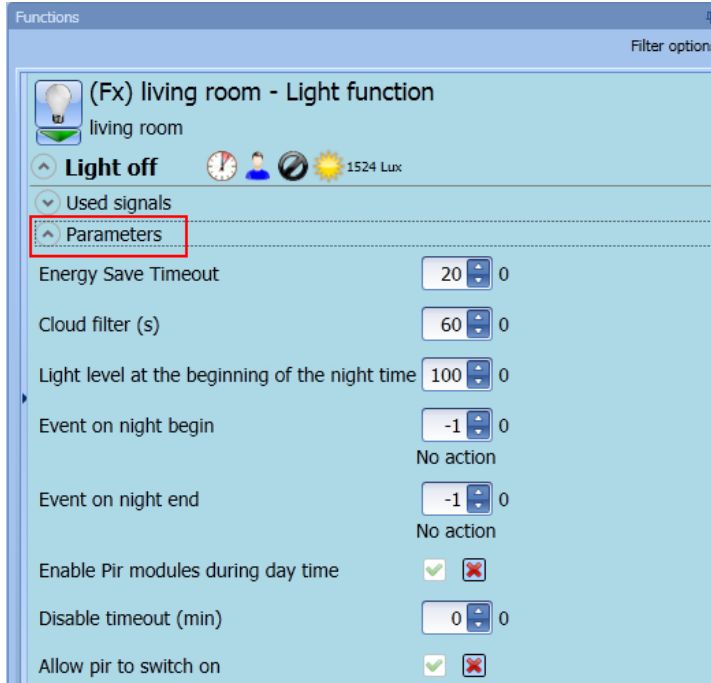 Functions
Filter options
(Fx) living room - Light function
living room
Light off 1524 Lux
Used signals
Parameters
Energy Save Timeout 20 0
Cloud filter (s) 60 0
Light level at the beginning of the night time 100 0
Event on night begin -1 0
No action
Event on night end -1 0
No action
Enable Pir modules during day time
Disable timeout (min) 0 0
Allow pir to switch on